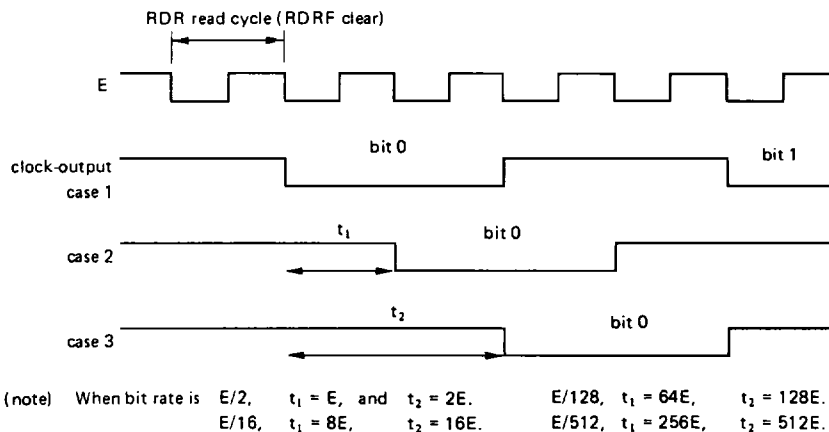 RDR read cycle (RDRF clear)
E
bit 0
bit 1
clock-output
case 1
t₁
bit 0
case 2
t₂
bit 0
case 3
(note) When bit rate is E/2, t₁ = E, and t₂ = 2E. E/128, t₁ = 64E, t₂ = 128E.
E/16, t₁ = 8E, t₂ = 16E. E/512, t₁ = 256E, t₂ = 512E.